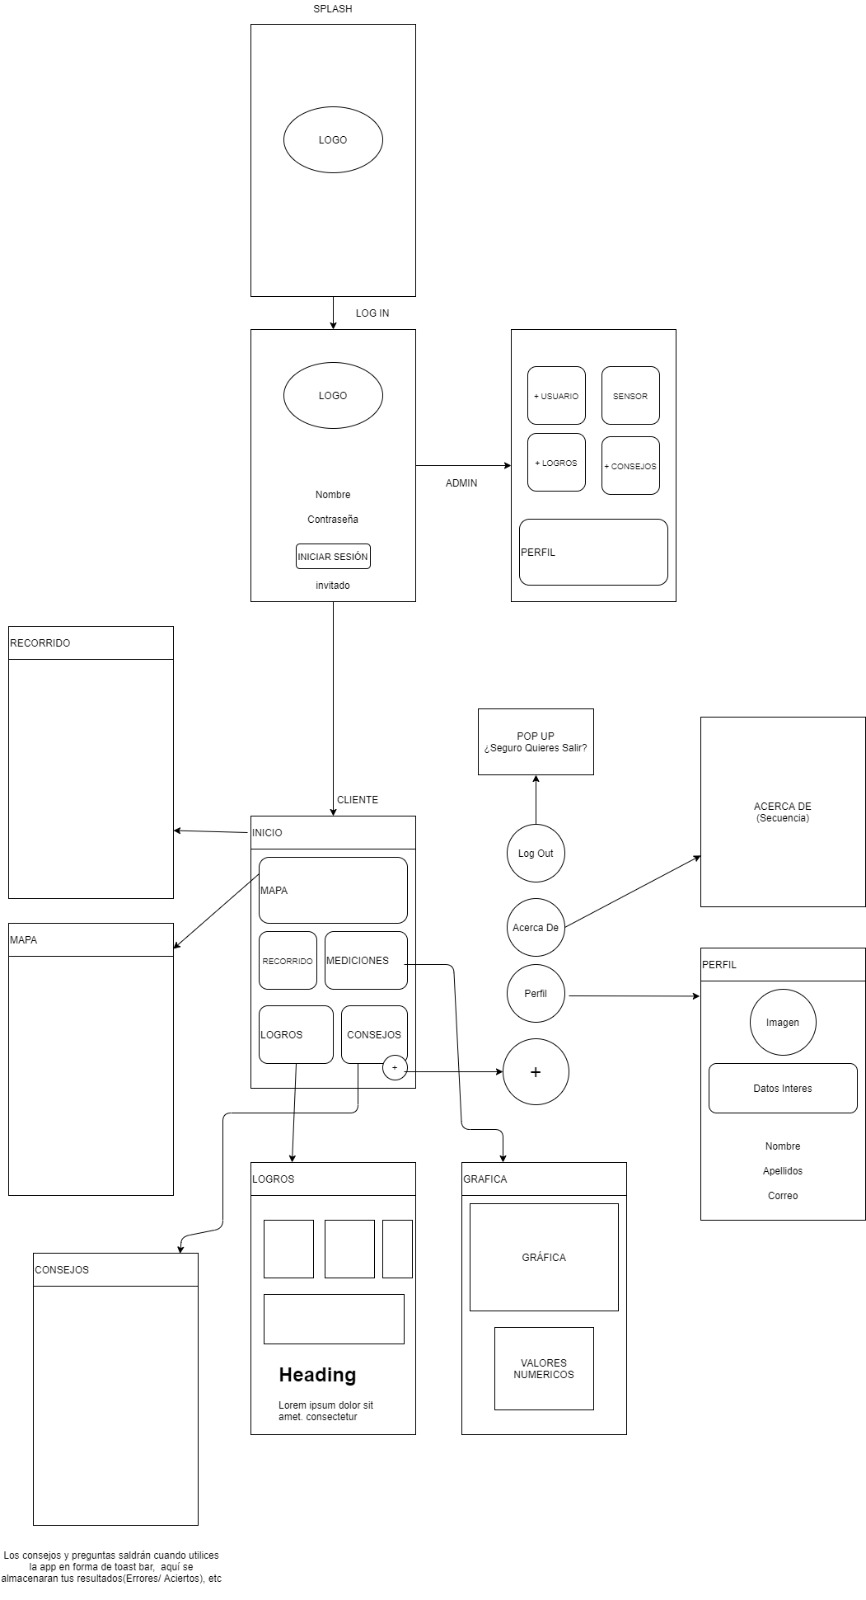 SPLASH
LOGO
LOG IN
LOGO
Nombre
Contraseña
INICIAR SESIÓN
invitado
ADMIN
+ USUARIO
SENSOR
+ LOGROS
+ CONSEJOS
PERFIL
RECORRIDO
MAPA
CLIENTE
INICIO
MAPA
RECORRIDO
MEDICIONES
LOGROS
CONSEJOS
+
POP UP
¿Seguro Quieres Salir?
Log Out
Acerca De
Perfil
+
ACERCA DE
(Secuencia)
PERFIL
Imagen
Datos Interes
Nombre
Apellidos
Correo
LOGROS
Heading
Lorem ipsum dolor sit
amet. consectetur
GRAFICA
GRÁFICA
VALORES
NUMERICOS
CONSEJOS
Los consejos y preguntas saldrán cuando utilices
la app en forma de toast bar, aquí se
almacenaran tus resultados(Errores/ Aciertos), etc